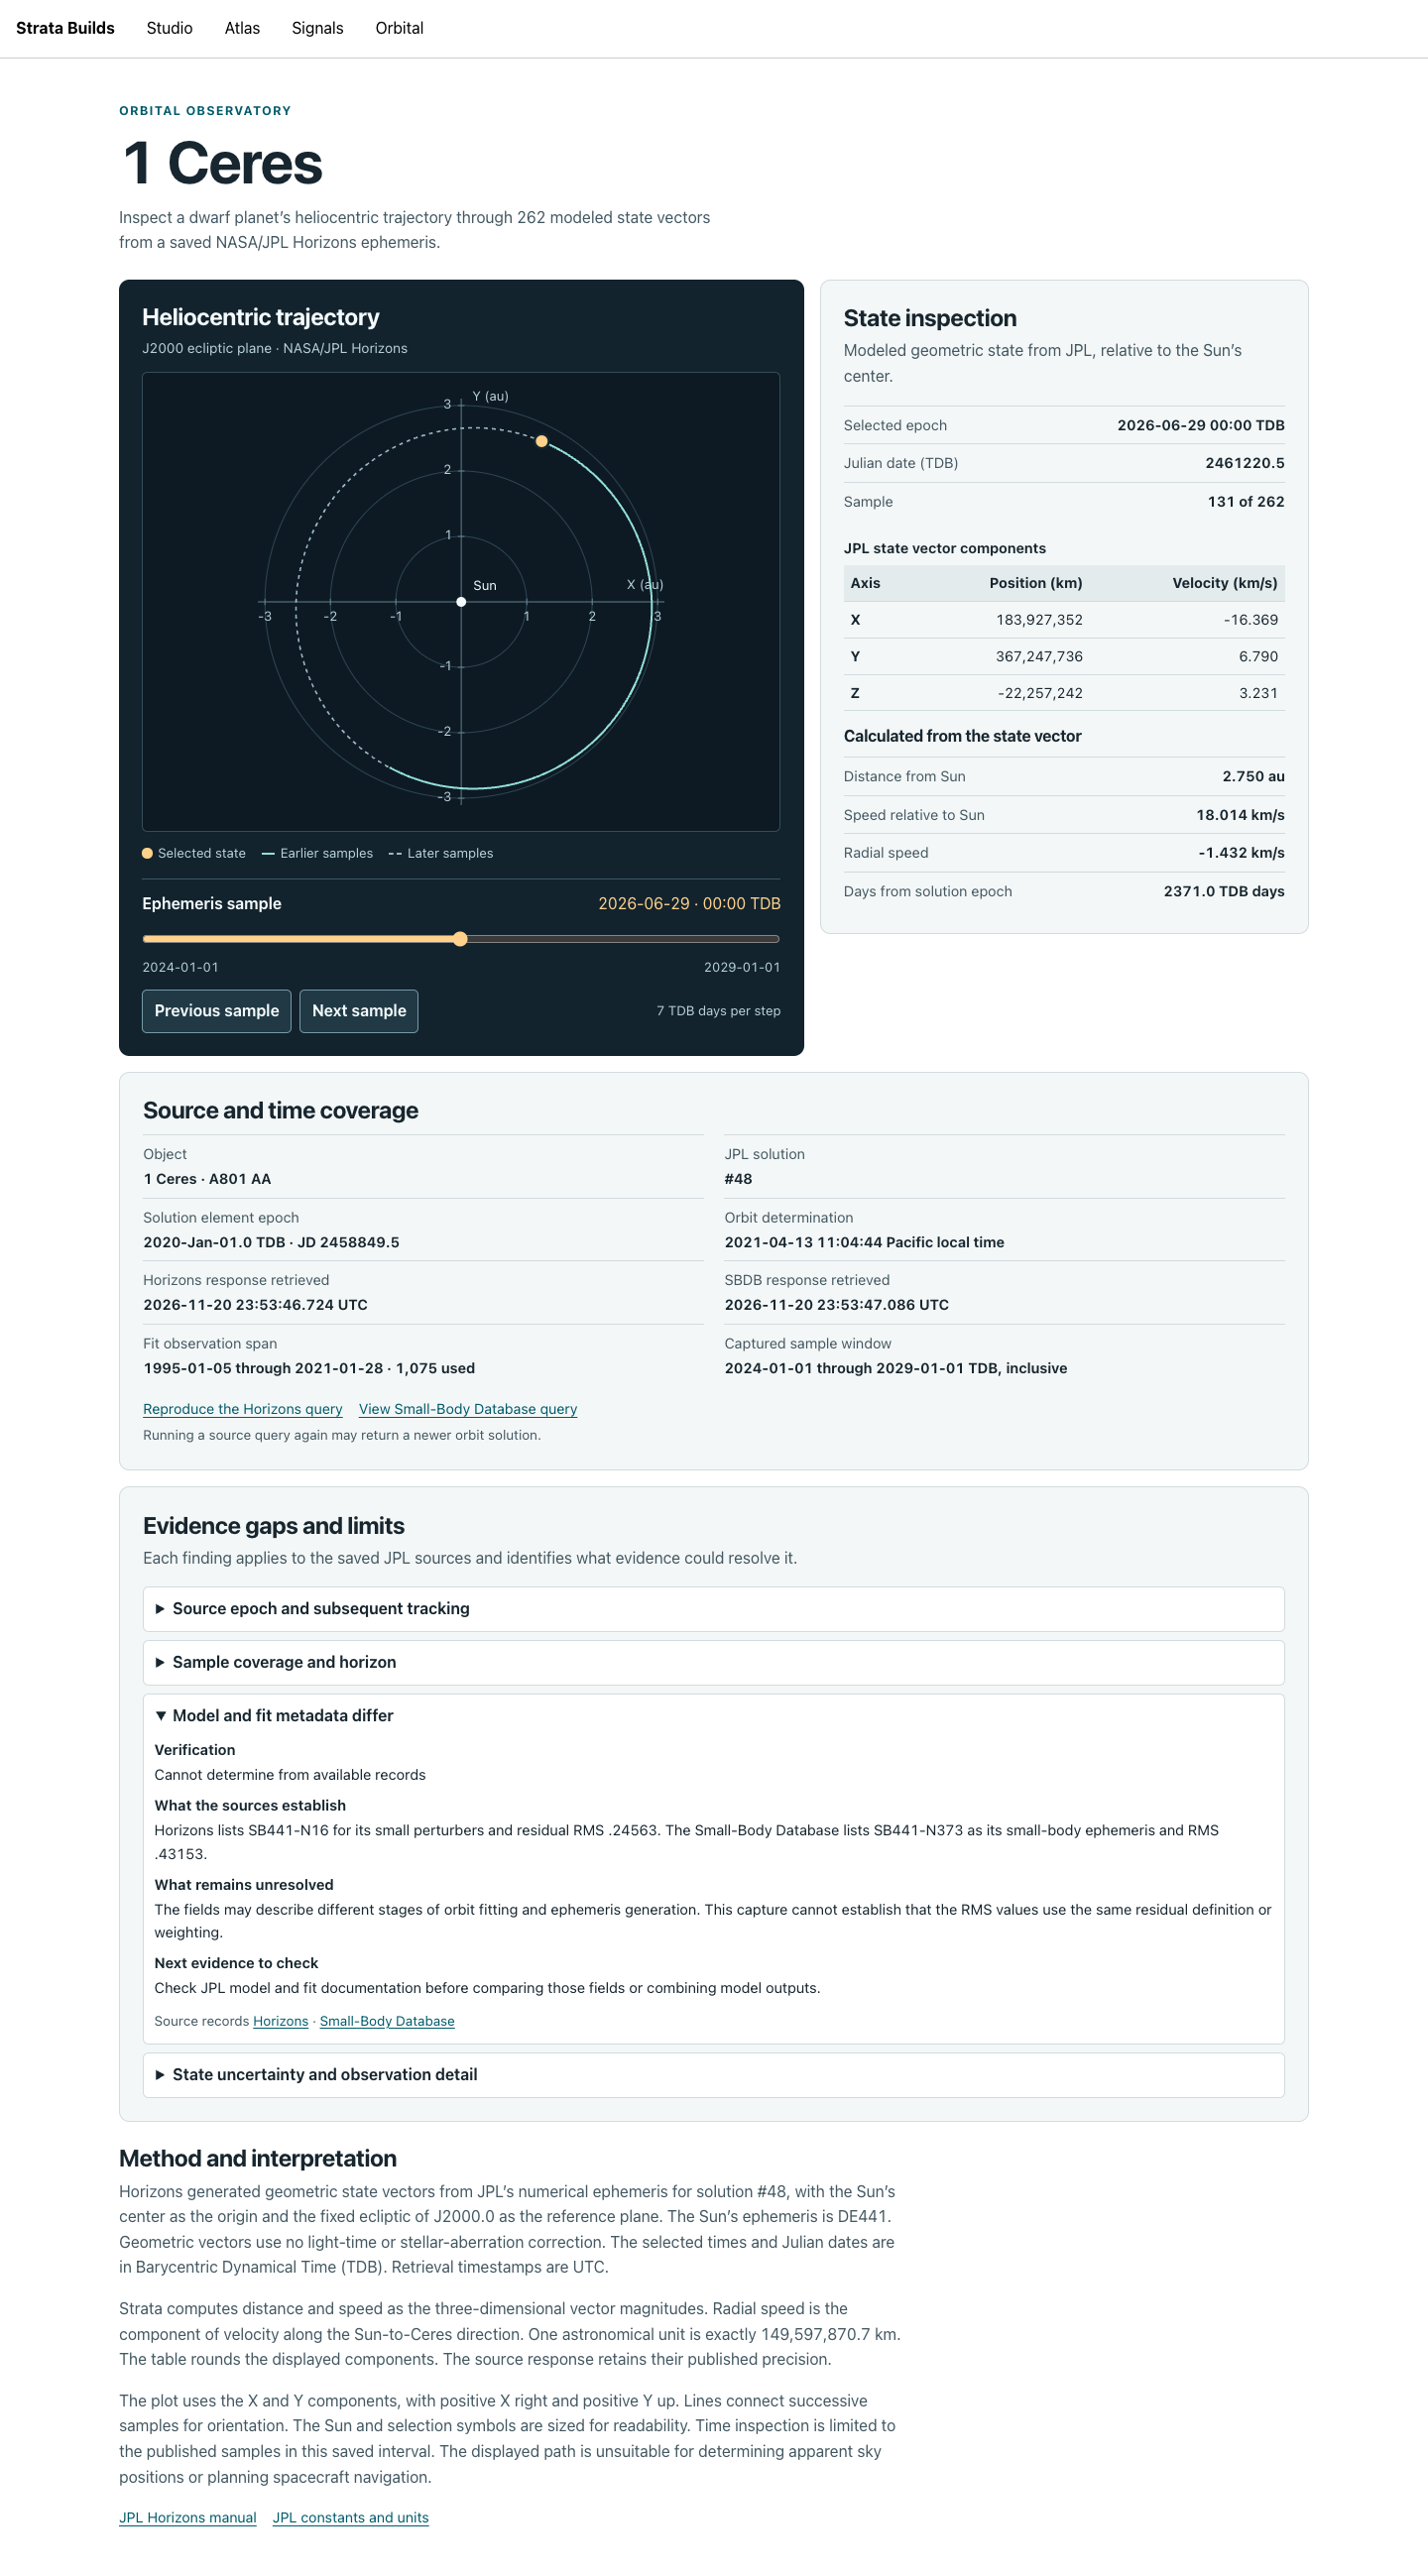 Strata Builds Studio Atlas Signals Orbital
ORBITAL OBSERVATORY
1 Ceres
Inspect a dwarf planet’s heliocentric trajectory through 262 modeled state vectors
from a saved NASA/JPL Horizons ephemeris.
Heliocentric trajectory
J2000 ecliptic plane · NASA/JPL Horizons
Y (au)
3
2
1
Sun
X (au)
-3 -2 -1 1 2 3
-1
-2
-3
Selected state Earlier samples Later samples
Ephemeris sample 2026-06-29 · 00:00 TDB
2024-01-01 2029-01-01
Previous sample Next sample 7 TDB days per step
State inspection
Modeled geometric state from JPL, relative to the Sun’s
center.
Selected epoch 2026-06-29 00:00 TDB
Julian date (TDB) 2461220.5
Sample 131 of 262
JPL state vector components
Axis Position (km) Velocity (km/s)
X 183,927,352 -16.369
Y 367,247,736 6.790
Z -22,257,242 3.231
Calculated from the state vector
Distance from Sun 2.750 au
Speed relative to Sun 18.014 km/s
Radial speed -1.432 km/s
Days from solution epoch 2371.0 TDB days
Source and time coverage
Object
1 Ceres · A801 AA
JPL solution
#48
Solution element epoch
2020-Jan-01.0 TDB · JD 2458849.5
Orbit determination
2021-04-13 11:04:44 Pacific local time
Horizons response retrieved
2026-11-20 23:53:46.724 UTC
SBDB response retrieved
2026-11-20 23:53:47.086 UTC
Fit observation span
1995-01-05 through 2021-01-28 · 1,075 used
Captured sample window
2024-01-01 through 2029-01-01 TDB, inclusive
Reproduce the Horizons query View Small-Body Database query
Running a source query again may return a newer orbit solution.
Evidence gaps and limits
Each finding applies to the saved JPL sources and identifies what evidence could resolve it.
Source epoch and subsequent tracking
Sample coverage and horizon
Model and fit metadata differ
Verification
Cannot determine from available records
What the sources establish
Horizons lists SB441-N16 for its small perturbers and residual RMS .24563. The Small-Body Database lists SB441-N373 as its small-body ephemeris and RMS
.43153.
What remains unresolved
The fields may describe different stages of orbit fitting and ephemeris generation. This capture cannot establish that the RMS values use the same residual definition or
weighting.
Next evidence to check
Check JPL model and fit documentation before comparing those fields or combining model outputs.
Source records Horizons · Small-Body Database
State uncertainty and observation detail
Method and interpretation
Horizons generated geometric state vectors from JPL’s numerical ephemeris for solution #48, with the Sun’s
center as the origin and the fixed ecliptic of J2000.0 as the reference plane. The Sun’s ephemeris is DE441.
Geometric vectors use no light-time or stellar-aberration correction. The selected times and Julian dates are
in Barycentric Dynamical Time (TDB). Retrieval timestamps are UTC.
Strata computes distance and speed as the three-dimensional vector magnitudes. Radial speed is the
component of velocity along the Sun-to-Ceres direction. One astronomical unit is exactly 149,597,870.7 km.
The table rounds the displayed components. The source response retains their published precision.
The plot uses the X and Y components, with positive X right and positive Y up. Lines connect successive
samples for orientation. The Sun and selection symbols are sized for readability. Time inspection is limited to
the published samples in this saved interval. The displayed path is unsuitable for determining apparent sky
positions or planning spacecraft navigation.
JPL Horizons manual JPL constants and units